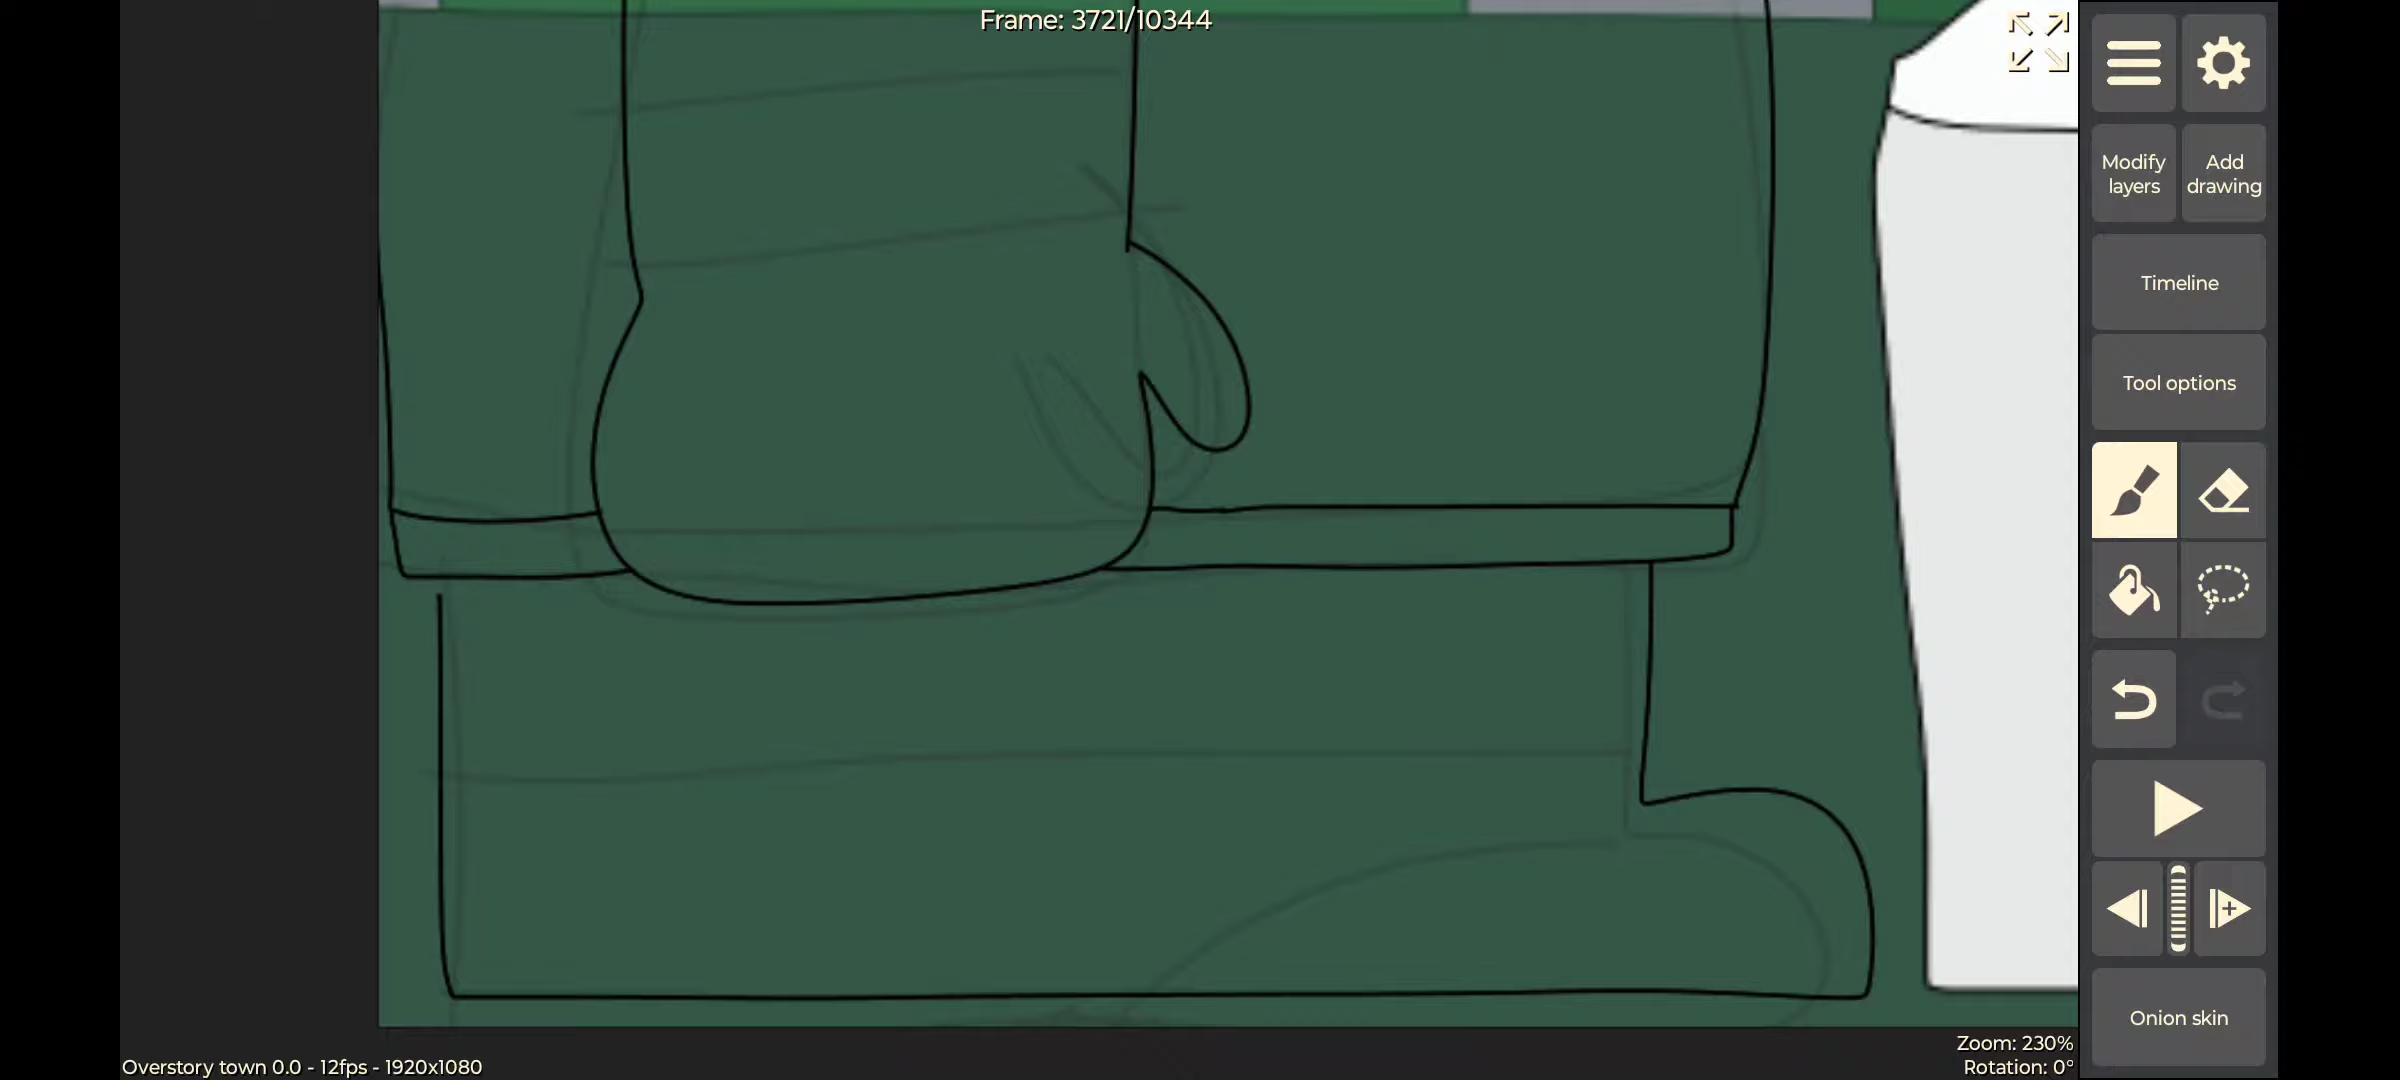 Frame: 3721/10344
Modify
layers
Add
drawing
Timeline
Tool options
Onion skin
Zoom: 230%
Rotation: 0°
Overstory town 0.0 - 12fps - 1920x1080